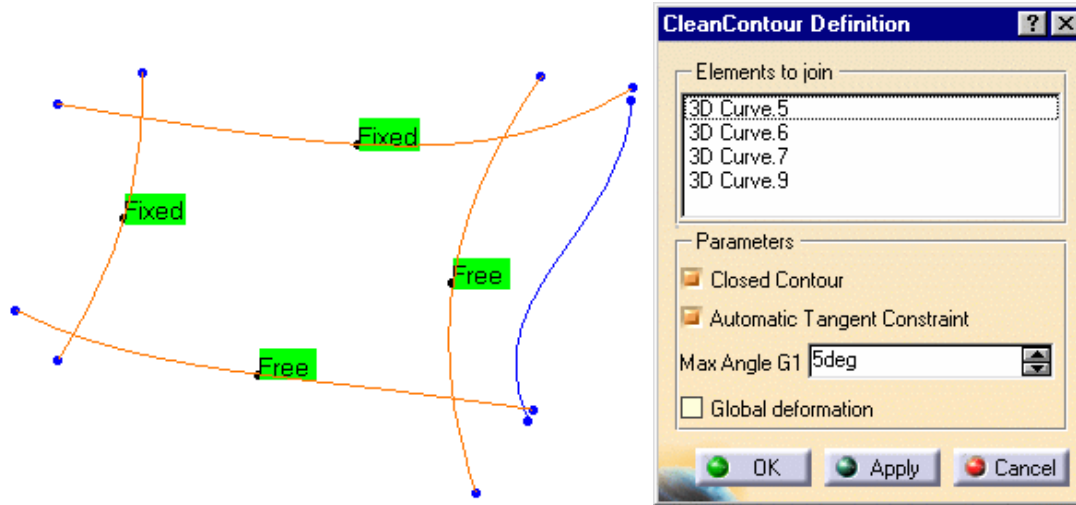 Fixed
Fixed
Free
Free
CleanContour Definition
Elements to join
3D Curve.5
3D Curve.6
3D Curve.7
3D Curve.9
Parameters
Closed Contour
Automatic Tangent Constraint
Max Angle G1 5deg
Global deformation
OK Apply Cancel